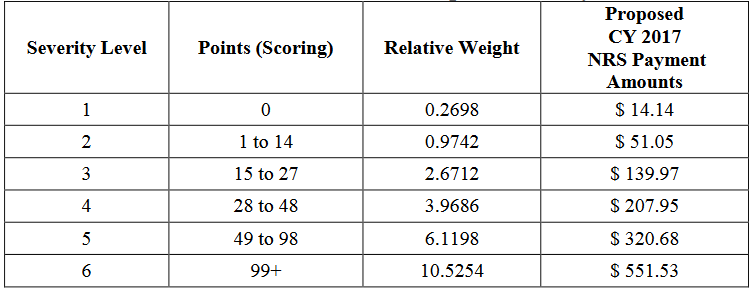 Severity Level Points (Scoring) Relative Weight Proposed
CY 2017
NRS Payment
Amounts
1 0 0.2698 $ 14.14
2 1 to 14 0.9742 $ 51.05
3 15 to 27 2.6712 $ 139.97
4 28 to 48 3.9686 $ 207.95
5 49 to 98 6.1198 $ 320.68
6 99+ 10.5254 $ 551.53